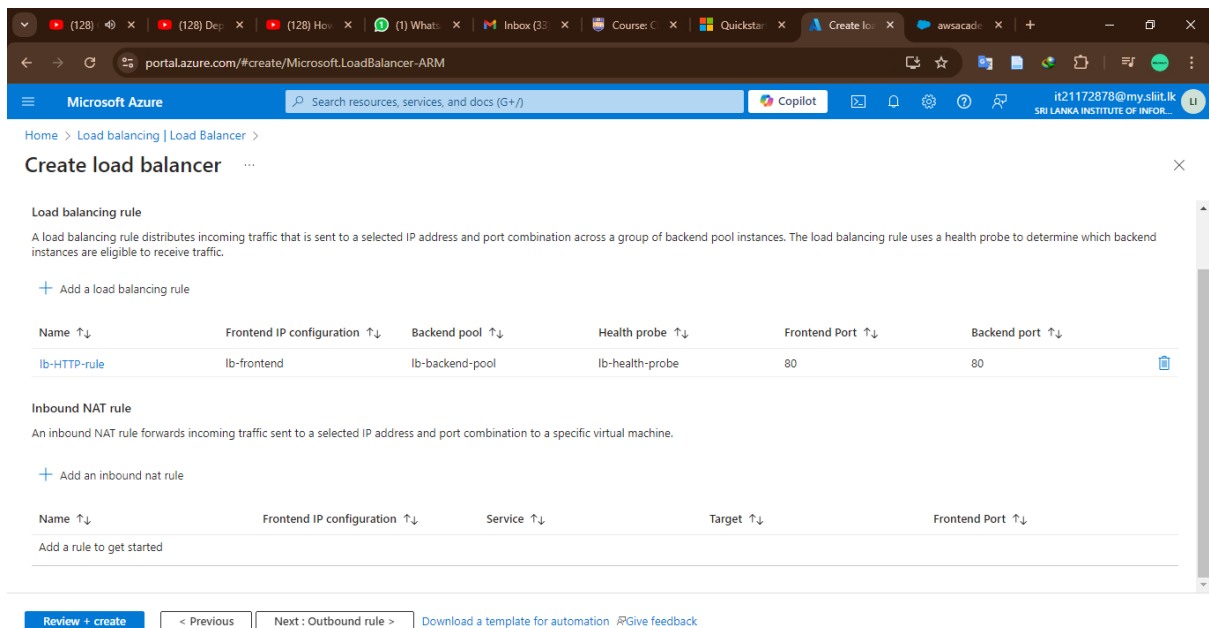 (128)
(128) Dep
(128) How
(1) Whats
Inbox (33
Course: C
Quickstar
Create loa
awsacade
portal.azure.com/#create/Microsoft.LoadBalancer-ARM
Microsoft Azure
Search resources, services, and docs (G+/)
Copilot
it21172878@my.sliit.lk
SRI LANKA INSTITUTE OF INFOR...
LI
Home > Load balancing | Load Balancer >
Create load balancer ...
Load balancing rule
A load balancing rule distributes incoming traffic that is sent to a selected IP address and port combination across a group of backend pool instances. The load balancing rule uses a health probe to determine which backend
instances are eligible to receive traffic.
+ Add a load balancing rule
Name ↑↓ Frontend IP configuration ↑↓ Backend pool ↑↓ Health probe ↑↓ Frontend Port ↑↓ Backend port ↑↓
lb-HTTP-rule lb-frontend lb-backend-pool lb-health-probe 80 80
Inbound NAT rule
An inbound NAT rule forwards incoming traffic sent to a selected IP address and port combination to a specific virtual machine.
+ Add an inbound nat rule
Name ↑↓ Frontend IP configuration ↑↓ Service ↑↓ Target ↑↓ Frontend Port ↑↓
Add a rule to get started
Review + create
< Previous
Next : Outbound rule >
Download a template for automation
Give feedback